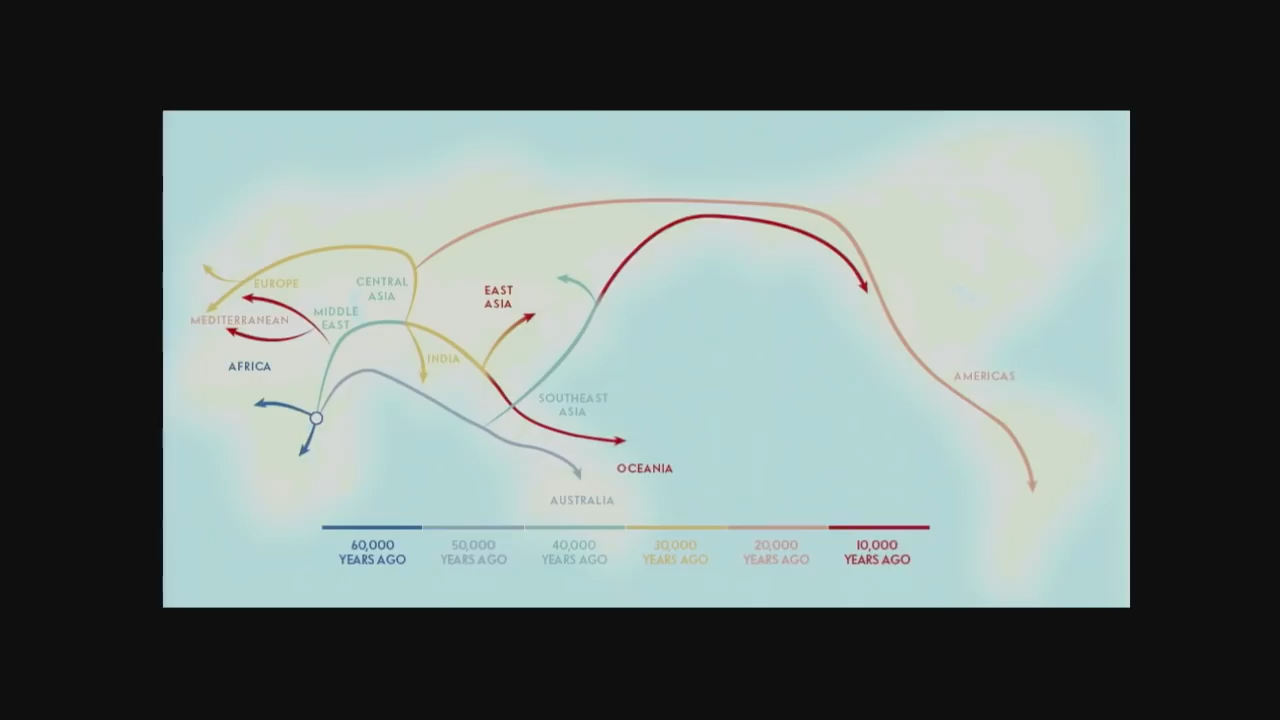 EUROPE
CENTRAL
ASIA
EAST
ASIA
MEDITERRANEAN
MIDDLE
EAST
AFRICA
INDIA
AMERICAS
SOUTHEAST
ASIA
OCEANIA
AUSTRALIA
60,000
YEARS AGO
50,000
YEARS AGO
40,000
YEARS AGO
30,000
YEARS AGO
20,000
YEARS AGO
10,000
YEARS AGO